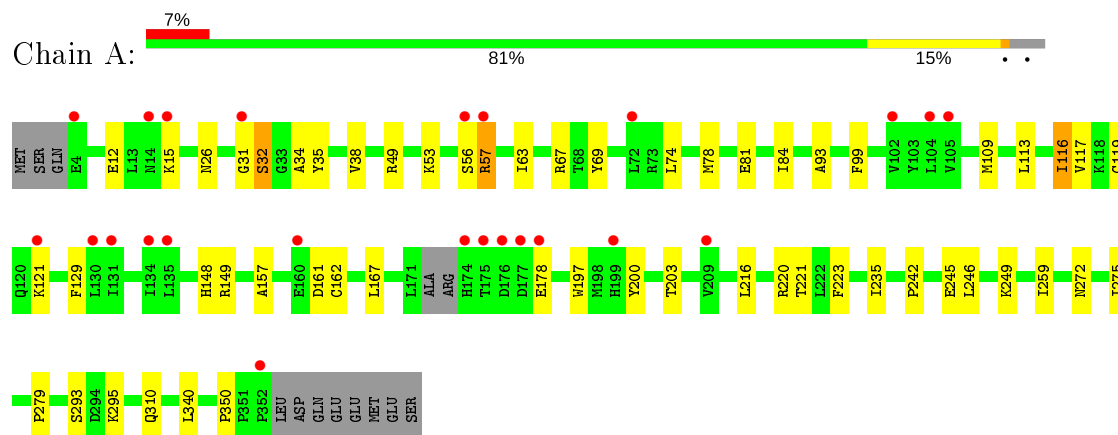 7%
Chain A:
81% 15% • •
MET SER GLN E4 E12 L13 N14 K15 N26 G31 S32 G33 A34 Y35 V38 R49 K53 S56 R57 I63 R67 T68 Y69 L72 R73 L74 M78 E81 I84 A93 F99 V102 Y103 L104 V105 M109 L113 I116 V117 K118 C119
Q120 K121 F129 L130 I131 I134 L135 H148 R149 A157 E160 D161 C162 L167 L171 ALA ARG H174 T175 D176 D177 E178 W197 M198 H199 Y200 T203 V209 L216 R220 T221 L222 F223 I235 P242 E245 L246 K249 I259 N272
P279 S293 D294 K295 Q310 L340 P350 P351 P352 LEU ASP GLN GLU GLU MET GLU SER